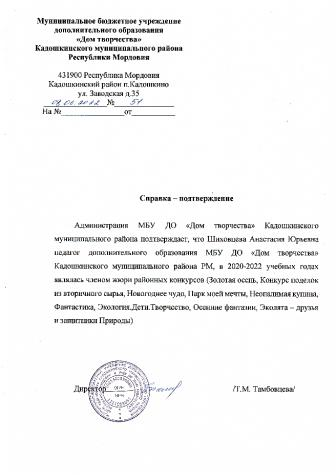 Муниципальное бюджетное учреждение
дополнительного образования
«Дом творчества»
Кадошкинского муниципального района
Республики Мордовия
431900 Республика Мордовия
Кадошкинский район п.Кадошкино
ул. Заводская д.35
№ 51
На № от
Справка – подтверждение
Администрация МБУ ДО «Дом творчества» Кадошкинского
муниципального района подтверждает, что Шиховцева Анастасия Юрьевна
педагог дополнительного образования МБУ ДО «Дом творчества»
Кадошкинского муниципального района РМ, в 2020-2022 учебных годах
являлась членом жюри районных конкурсов (Золотая осень, Конкурс поделок
из вторичного сырья, Новогоднее чудо, Парк моей мечты, Неопалимая купина,
Фантастика, Экология.Дети.Творчество, Осенние фантазии, Эколята – друзья
и защитники Природы)
Директор /Т.М. Тамбовцева/